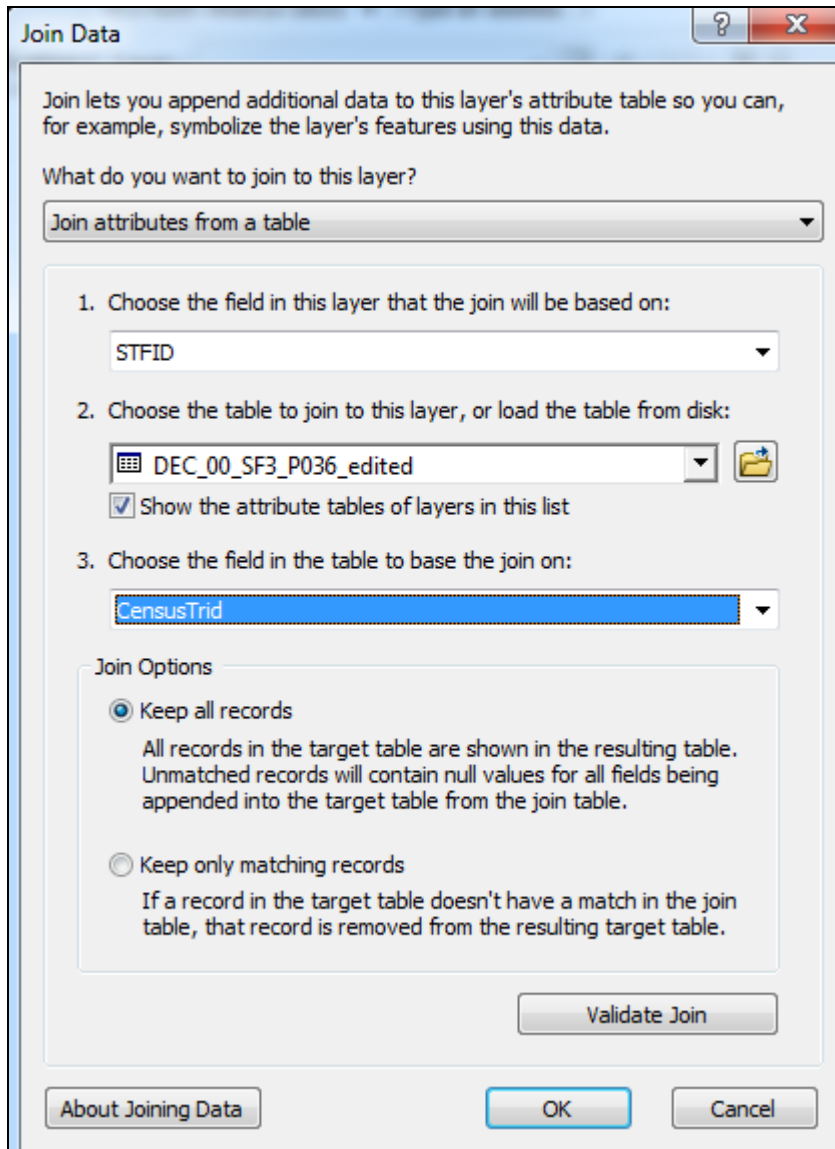 Join Data
Join lets you append additional data to this layer's attribute table so you can,
for example, symbolize the layer's features using this data.
What do you want to join to this layer?
Join attributes from a table
1. Choose the field in this layer that the join will be based on:
STFID
2. Choose the table to join to this layer, or load the table from disk:
DEC_00_SF3_P036_edited
Show the attribute tables of layers in this list
3. Choose the field in the table to base the join on:
CensusTrid
Join Options
Keep all records
All records in the target table are shown in the resulting table.
Unmatched records will contain null values for all fields being
appended into the target table from the join table.
Keep only matching records
If a record in the target table doesn't have a match in the join
table, that record is removed from the resulting target table.
Validate Join
About Joining Data
OK
Cancel